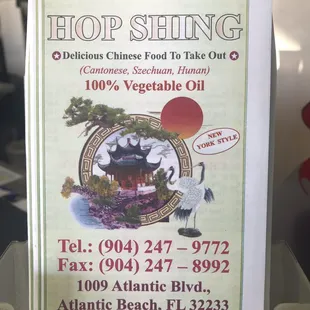 HOP SHING
✪ Delicious Chinese Food To Take Out ✪
(Cantonese, Szechuan, Hunan)
100% Vegetable Oil
NEW
YORK STYLE
Tel.: (904) 247 – 9772
Fax: (904) 247 – 8992
1009 Atlantic Blvd.,
Atlantic Beach, FL 32233